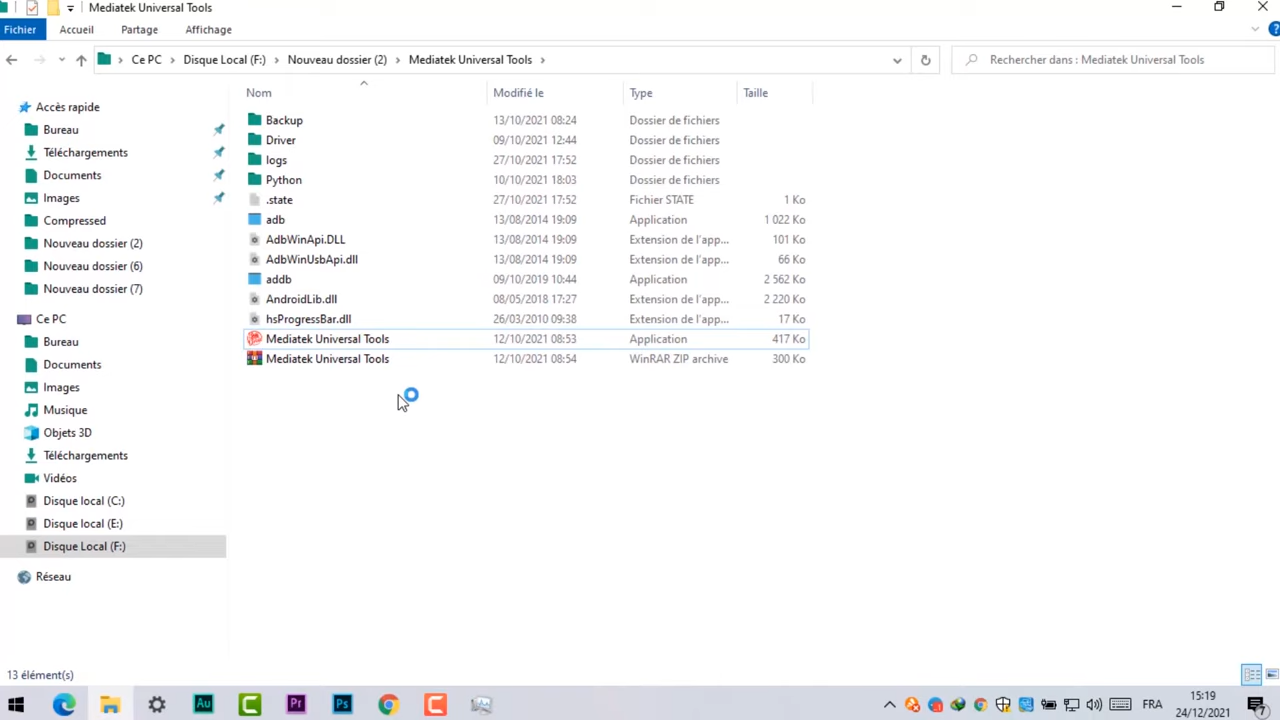 Mediatek Universal Tools
Fichier Accueil Partage Affichage
Ce PC Disque Local (F:) Nouveau dossier (2) Mediatek Universal Tools Rechercher dans : Mediatek Universal Tools
Nom Modifié le Type Taille
Accès rapide
Bureau
Téléchargements
Documents
Images
Compressed
Nouveau dossier (2)
Nouveau dossier (6)
Nouveau dossier (7)
Ce PC
Bureau
Documents
Images
Musique
Objets 3D
Téléchargements
Vidéos
Disque local (C:)
Disque local (E:)
Disque Local (F:)
Réseau
Backup 13/10/2021 08:24 Dossier de fichiers
Driver 09/10/2021 12:44 Dossier de fichiers
logs 27/10/2021 17:52 Dossier de fichiers
Python 10/10/2021 18:03 Dossier de fichiers
.state 27/10/2021 17:52 Fichier STATE 1 Ko
adb 13/08/2014 19:09 Application 1 022 Ko
AdbWinApi.DLL 13/08/2014 19:09 Extension de l'app... 101 Ko
AdbWinUsbApi.dll 13/08/2014 19:09 Extension de l'app... 66 Ko
addb 09/10/2019 10:44 Application 2 562 Ko
AndroidLib.dll 08/05/2018 17:27 Extension de l'app... 2 220 Ko
hsProgressBar.dll 26/03/2010 09:38 Extension de l'app... 17 Ko
Mediatek Universal Tools 12/10/2021 08:53 Application 417 Ko
Mediatek Universal Tools 12/10/2021 08:54 WinRAR ZIP archive 300 Ko
13 élément(s)
Au Pr Ps FRA 15:19
24/12/2021 7